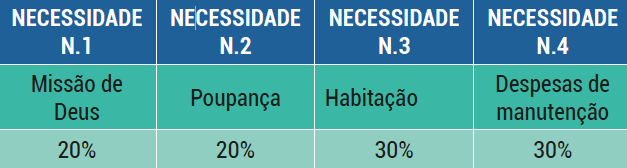 NECESSIDADE N.1
NECESSIDADE N.2
NECESSIDADE N.3
NECESSIDADE N.4
Missão de Deus
Poupança
Habitação
Despesas de manutenção
20%
20%
30%
30%